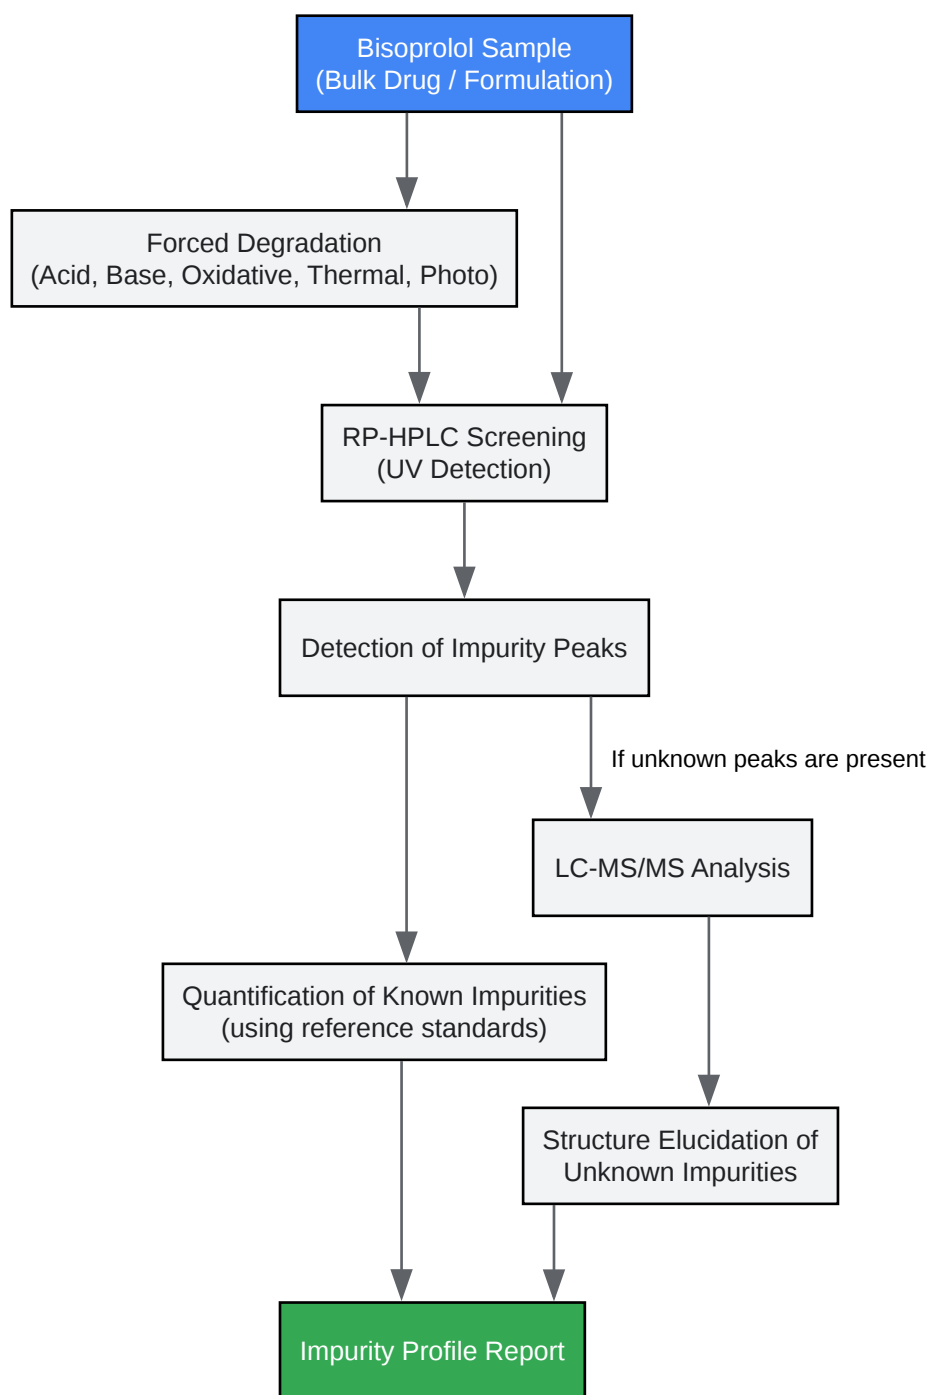 Bisoprolol Sample
(Bulk Drug / Formulation)
Forced Degradation
(Acid, Base, Oxidative, Thermal, Photo)
RP-HPLC Screening
(UV Detection)
Detection of Impurity Peaks
If unknown peaks are present
LC-MS/MS Analysis
Quantification of Known Impurities
(using reference standards)
Structure Elucidation of
Unknown Impurities
Impurity Profile Report